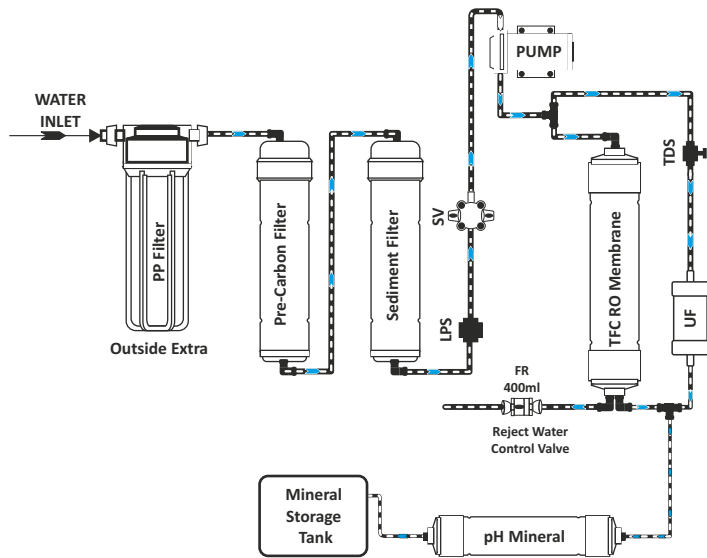 PUMP
WATER
INLET
TDS
PP Filter
Pre-Carbon Filter
Sediment Filter
SV
TFC RO Membrane
UF
LPS
Outside Extra
FR
400ml
Reject Water
Control Valve
Mineral
Storage
Tank
pH Mineral